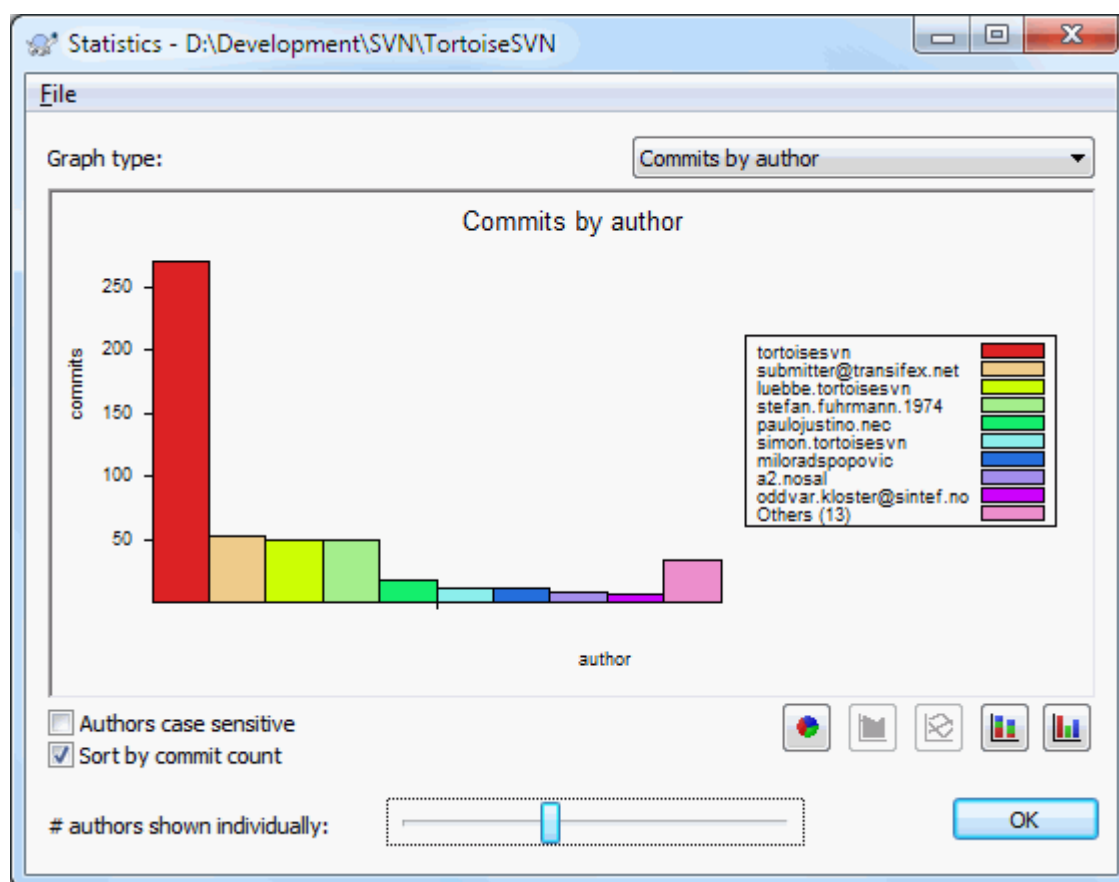 Statistics - D:\Development\SVN\TortoiseSVN
File
Graph type:
Commits by author
Commits by author
250
200
150
100
50
commits
tortoisesvn
submitter@transifex.net
luebbe.tortoisesvn
stefan.fuhrmann.1974
paulojustino.nec
simon.tortoisesvn
miloradspopovic
a2.nosal
oddvar.kloster@sintef.no
Others (13)
author
Authors case sensitive
Sort by commit count
# authors shown individually:
OK